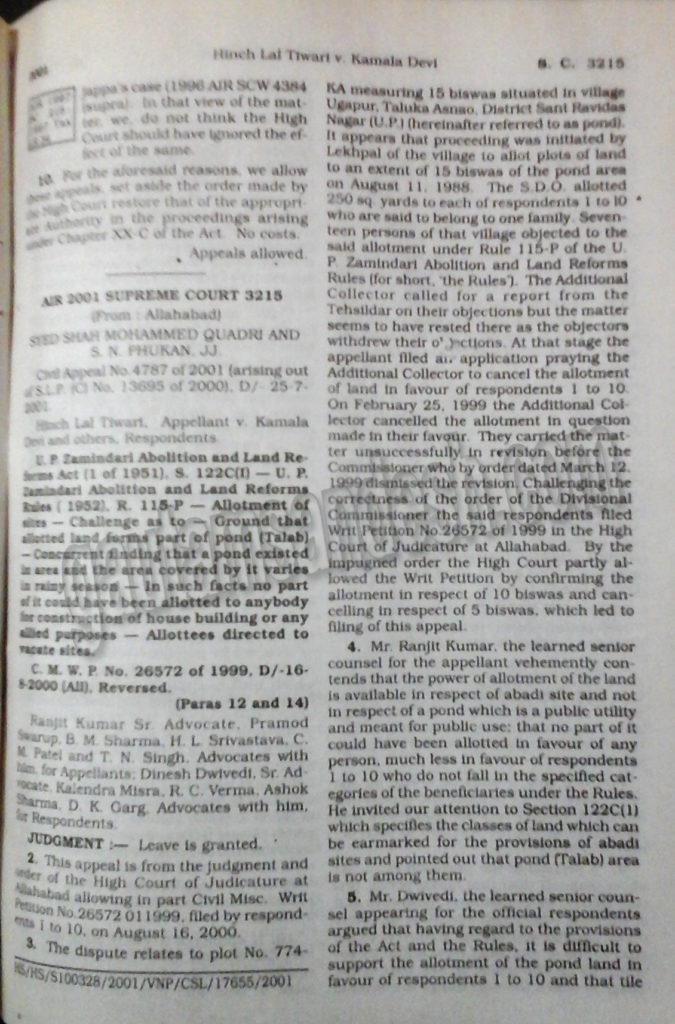 2001
Hinch Lal Tiwari v. Kamala Devi
S. C. 3215
jappa's case (1996 AIR SCW 4384
(supra). In that view of the mat-
ter, we, do not think the High
Court should have ignored the ef-
fect of the same.
10. For the aforesaid reasons, we allow
these appeals, set aside the order made by
the High Court restore that of the appropri-
ate Authority in the proceedings arising
under Chapter XX-C of the Act. No costs.
Appeals allowed.
AIR 2001 SUPREME COURT 3215
(From : Allahabad)
SYED SHAH MOHAMMED QUADRI AND
S. N. PHUKAN, JJ.
Civil Appeal No. 4787 of 2001 (arising out
of S.L.P. (C) No. 13695 of 2000), D/- 25-7-
2001.
Hinch Lal Tiwari, Appellant v. Kamala
Devi and others, Respondents.
U. P. Zamindari Abolition and Land Re-
forms Act (1 of 1951), S. 122C(I) — U. P.
Zamindari Abolition and Land Reforms
Rules ( 1952), R. 115-P — Allotment of
sites — Challenge as to — Ground that
allotted land forms part of pond (Talab)
— Concurrent finding that a pond existed
in area and the area covered by it varies
in rainy season — In such facts no part
of it could have been allotted to anybody
for construction of house building or any
allied purposes — Allottees directed to
vacate sites.
C. M. W. P. No. 26572 of 1999, D/-16-
8-2000 (All), Reversed.
(Paras 12 and 14)
Ranjit Kumar Sr. Advocate, Pramod
Swarup, B. M. Sharma, H. L. Srivastava, C.
M. Patel and T. N. Singh, Advocates with
him, for Appellants; Dinesh Dwivedi, Sr. Ad-
vocate, Kalendra Misra, R. C. Verma, Ashok
Sharma, D. K. Garg, Advocates with him,
for Respondents.
JUDGMENT :— Leave is granted.
2. This appeal is from the judgment and
order of the High Court of Judicature at
Allahabad allowing in part Civil Misc. Writ
Petition No.26572 011999, filed by respond-
ents 1 to 10, on August 16, 2000.
3. The dispute relates to plot No. 774-
HS/HS/S100328/2001/VNP/CSL/17655/2001
KA measuring 15 biswas situated in village
Ugapur, Taluka Asnao, District Sant Ravidas
Nagar (U.P.) (hereinafter referred to as pond).
It appears that proceeding was initiated by
Lekhpal of the village to allot plots of land
to an extent of 15 biswas of the pond area
on August 11, 1988. The S.D.O. allotted
250 sq. yards to each of respondents 1 to I0
who are said to belong to one family. Seven-
teen persons of that village objected to the
said allotment under Rule 115-P of the U.
P. Zamindari Abolition and Land Reforms
Rules (for short, 'the Rules'). The Additional
Collector called for a report from the
Tehsildar on their objections but the matter
seems to have rested there as the objectors
withdrew their objections. At that stage the
appellant filed an application praying the
Additional Collector to cancel the allotment
of land in favour of respondents 1 to 10.
On February 25, 1999 the Additional Col-
lector cancelled the allotment in question
made in their favour. They carried the mat-
ter unsuccessfully in revision before the
Commissioner who by order dated March 12,
1999 dismissed the revision. Challenging the
correctness of the order of the Divisional
Commissioner the said respondents filed
Writ Petition No.26572 of 1999 in the High
Court of Judicature at Allahabad. By the
impugned order the High Court partly al-
lowed the Writ Petition by confirming the
allotment in respect of 10 biswas and can-
celling in respect of 5 biswas, which led to
filing of this appeal.
4. Mr. Ranjit Kumar, the learned senior
counsel for the appellant vehemently con-
tends that the power of allotment of the land
is available in respect of abadi site and not
in respect of a pond which is a public utility
and meant for public use; that no part of it
could have been allotted in favour of any
person, much less in favour of respondents
1 to 10 who do not fall in the specified cat-
egories of the beneficiaries under the Rules.
He invited our attention to Section 122C(1)
which specifies the classes of land which can
be earmarked for the provisions of abadi
sites and pointed out that pond (Talab) area
is not among them.
5. Mr. Dwivedi, the learned senior coun-
sel appearing for the official respondents
argued that having regard to the provisions
of the Act and the Rules, it is difficult to
support the allotment of the pond land in
favour of respondents 1 to 10 and that tile